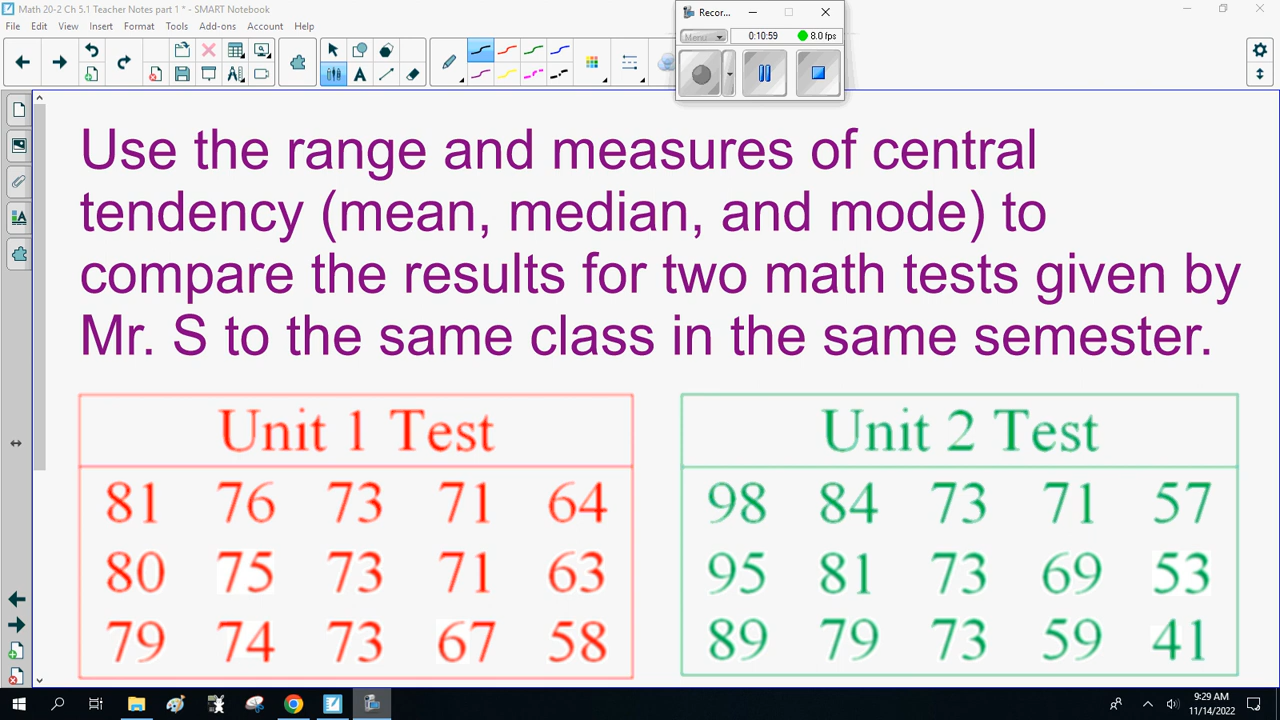 Math 20-2 Ch 5.1 Teacher Notes part 1 * - SMART Notebook
File Edit View Insert Format Tools Add-ons Account Help
Recor...
Menu
0:10:59
8.0 fps
Use the range and measures of central
tendency (mean, median, and mode) to
compare the results for two math tests given by
Mr. S to the same class in the same semester.
Unit 1 Test
81 76 73 71 64
80 75 73 71 63
79 74 73 67 58
Unit 2 Test
98 84 73 71 57
95 81 73 69 53
89 79 73 59 41
9:29 AM
11/14/2022